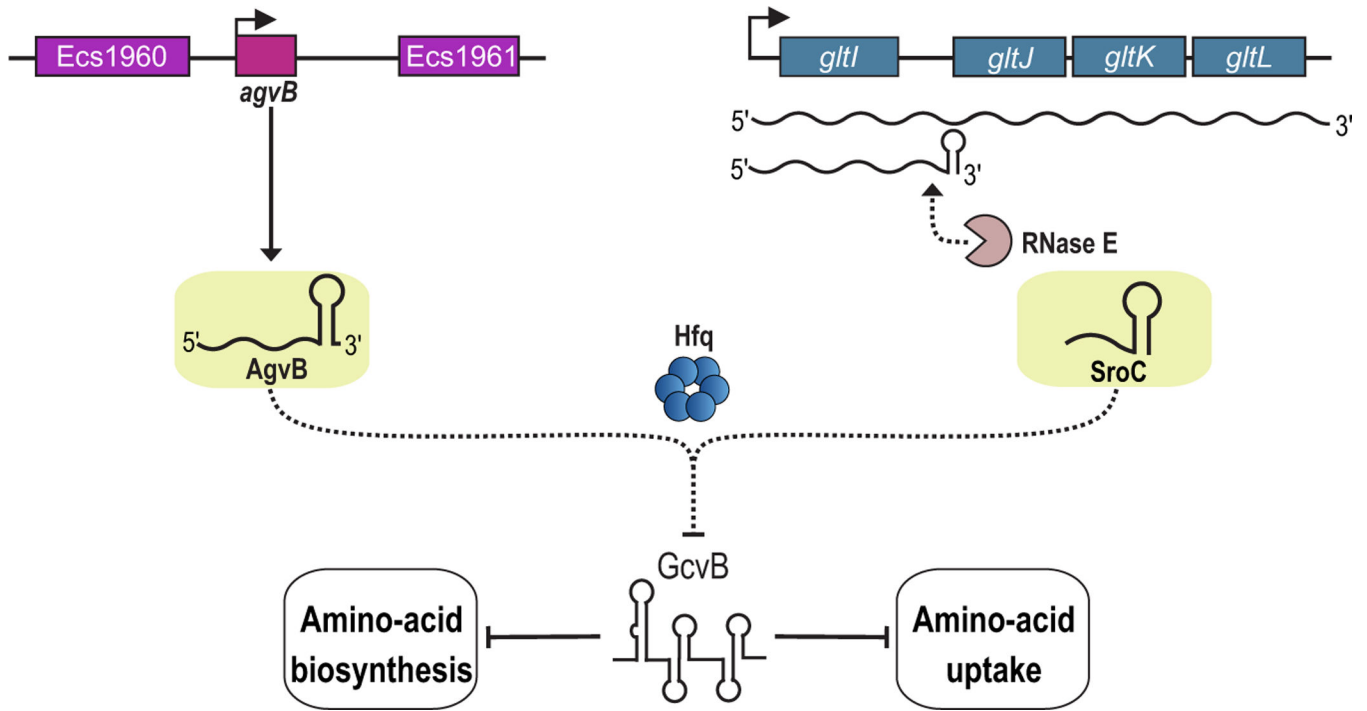 Ecs1960
Ecs1961
agvB
gltI
gltJ
gltK
gltL
5'
3'
5'
3'
RNase E
5'
3'
AgvB
Hfq
SroC
GcvB
Amino-acid
biosynthesis
Amino-acid
uptake